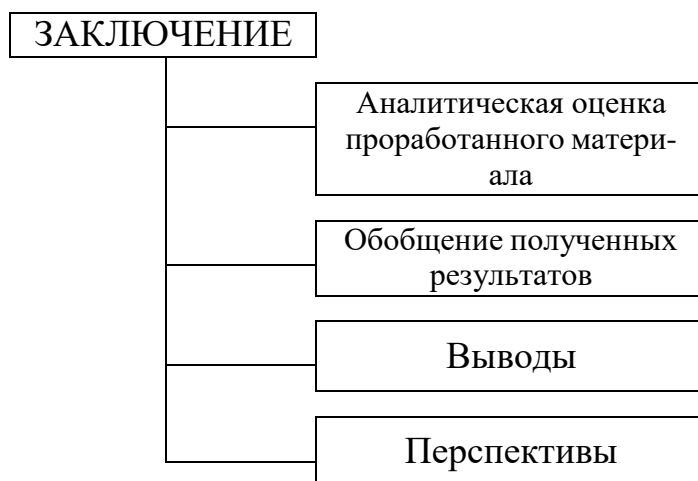 ЗАКЛЮЧЕНИЕ
Аналитическая оценка
проработанного матери-
ала
Обобщение полученных
результатов
Выводы
Перспективы